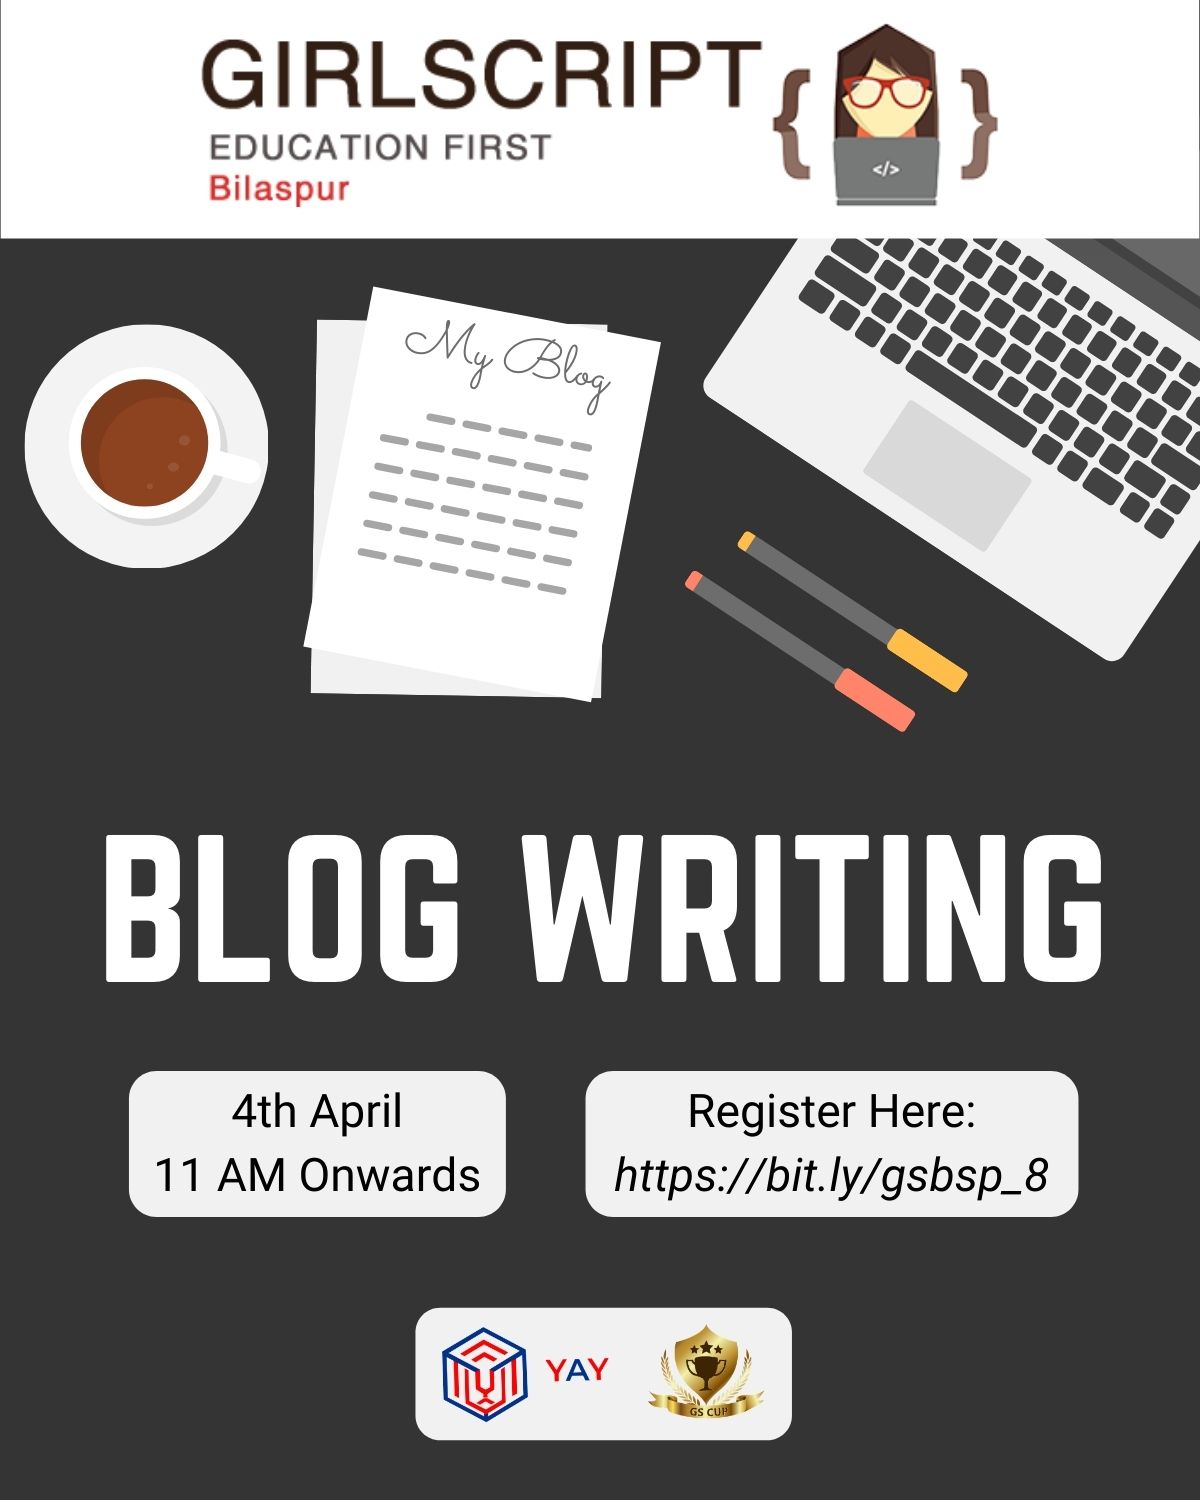 GIRLSCRIPT
EDUCATION FIRST
Bilaspur
</>
My Blog
BLOG WRITING
4th April
11 AM Onwards
Register Here:
https://bit.ly/gsbsp_8
YAY
GS CUP